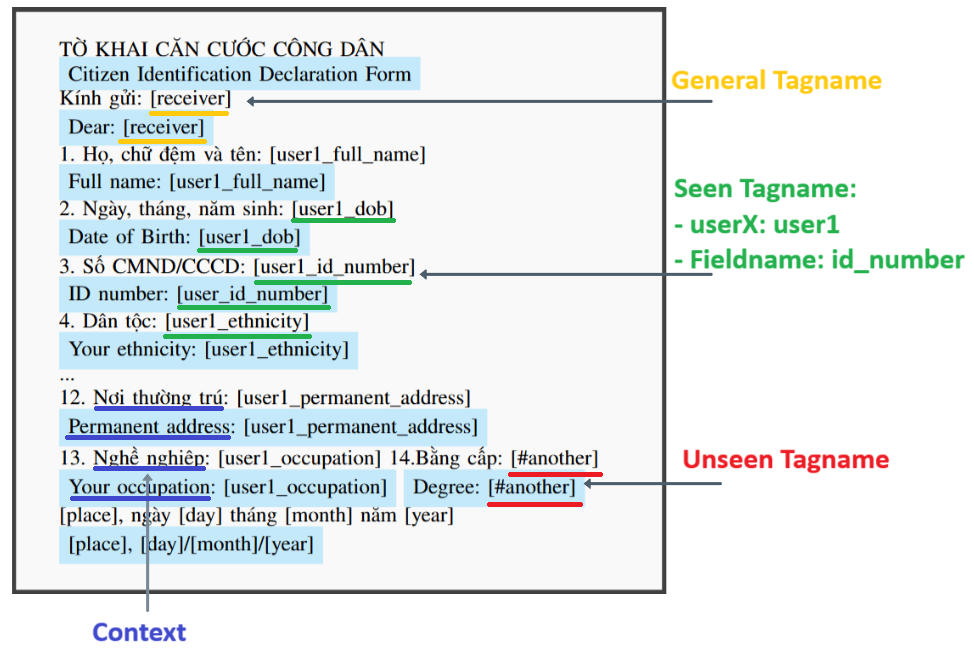 TỜ KHAI CĂN CƯỚC CÔNG DÂN
Citizen Identification Declaration Form
Kính gửi: [receiver]
General Tagname
Dear: [receiver]
1. Họ, chữ đệm và tên: [user1_full_name]
Full name: [user1_full_name]
2. Ngày, tháng, năm sinh: [user1_dob]
Date of Birth: [user1_dob]
3. Số CMND/CCCD: [user1_id_number]
ID number: [user_id_number]
Seen Tagname:
- userX: user1
- Fieldname: id_number
4. Dân tộc: [user1_ethnicity]
Your ethnicity: [user1_ethnicity]
...
12. Nơi thường trú: [user1_permanent_address]
Permanent address: [user1_permanent_address]
13. Nghề nghiệp: [user1_occupation] 14.Bằng cấp: [#another]
Your occupation: [user1_occupation] Degree: [#another]
Unseen Tagname
[place], ngày [day] tháng [month] năm [year]
[place], [day]/[month]/[year]
Context